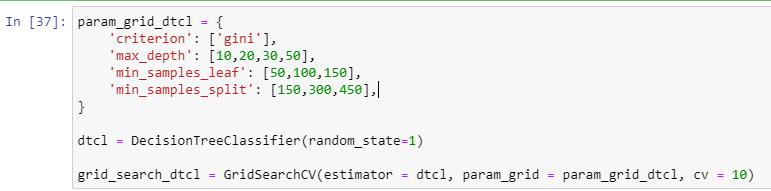 In [37]: param_grid_dtcl = {
    'criterion': ['gini'],
    'max_depth': [10,20,30,50],
    'min_samples_leaf': [50,100,150],
    'min_samples_split': [150,300,450],
}
dtcl = DecisionTreeClassifier(random_state=1)
grid_search_dtcl = GridSearchCV(estimator = dtcl, param_grid = param_grid_dtcl, cv = 10)